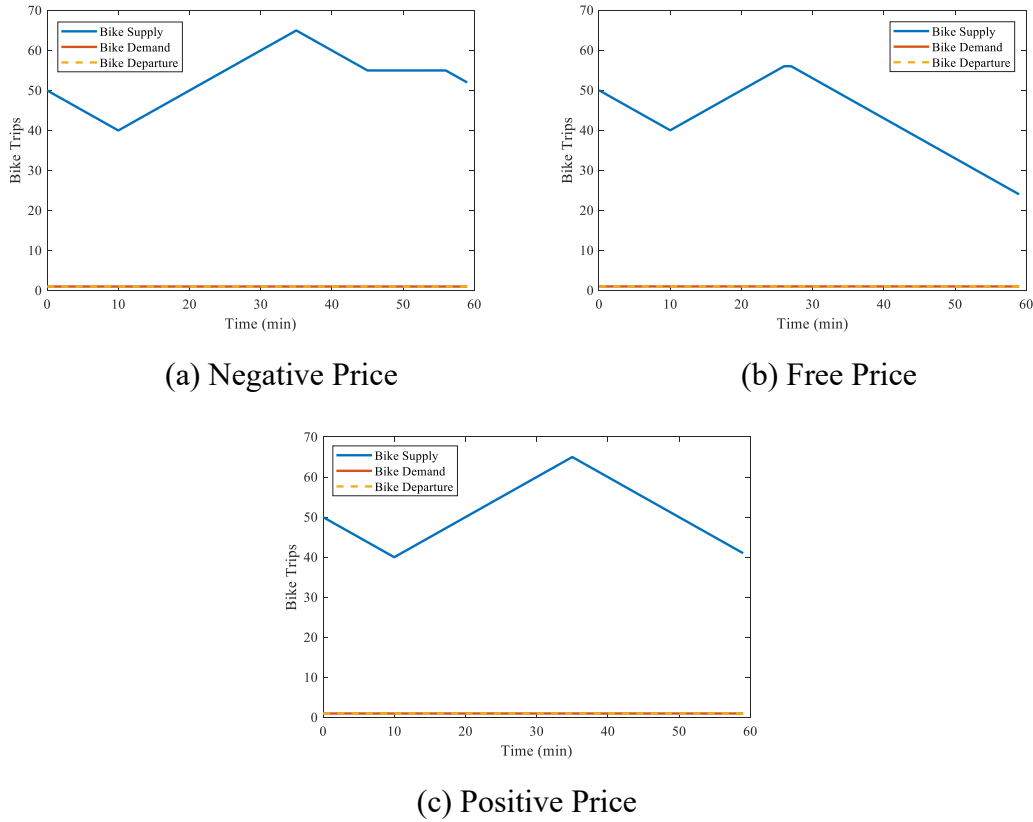 70
60
50
40
30
20
10
0
Bike Trips
Bike Supply
Bike Demand
Bike Departure
0 10 20 30 40 50 60
Time (min)
(a) Negative Price
70
60
50
40
30
20
10
0
Bike Trips
Bike Supply
Bike Demand
Bike Departure
0 10 20 30 40 50 60
Time (min)
(b) Free Price
70
60
50
40
30
20
10
0
Bike Trips
Bike Supply
Bike Demand
Bike Departure
0 10 20 30 40 50 60
Time (min)
(c) Positive Price